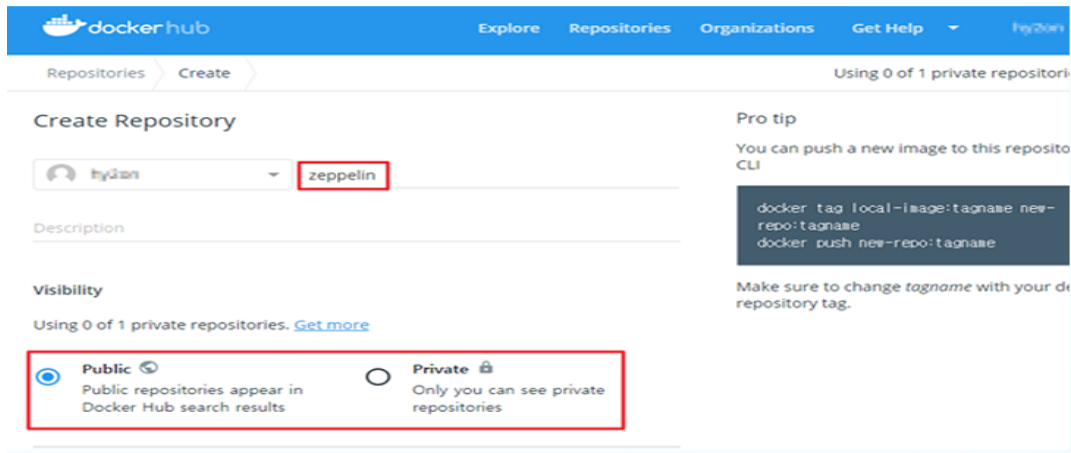 dockerhub Explore Repositories Organizations Get Help
Repositories Create Using 0 of 1 private repositori
Create Repository
zeppelin
Description
Visibility
Using 0 of 1 private repositories. Get more
Public
Public repositories appear in
Docker Hub search results
Private
Only you can see private
repositories
Pro tip
You can push a new image to this reposito
CLI
docker tag local-image:tagname new-
repo:tagname
docker push new-repo:tagname
Make sure to change tagname with your de
repository tag.